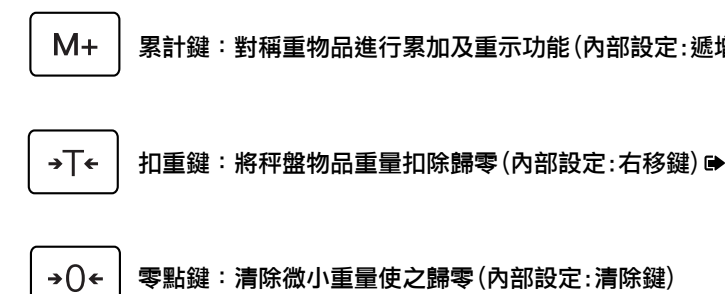 M+ 累計鍵：對稱重物品進行累加及重示功能(內部設定:遞增
→T← 扣重鍵：將秤盤物品重量扣除歸零(內部設定:右移鍵)
→0← 零點鍵：清除微小重量使之歸零(內部設定:清除鍵)